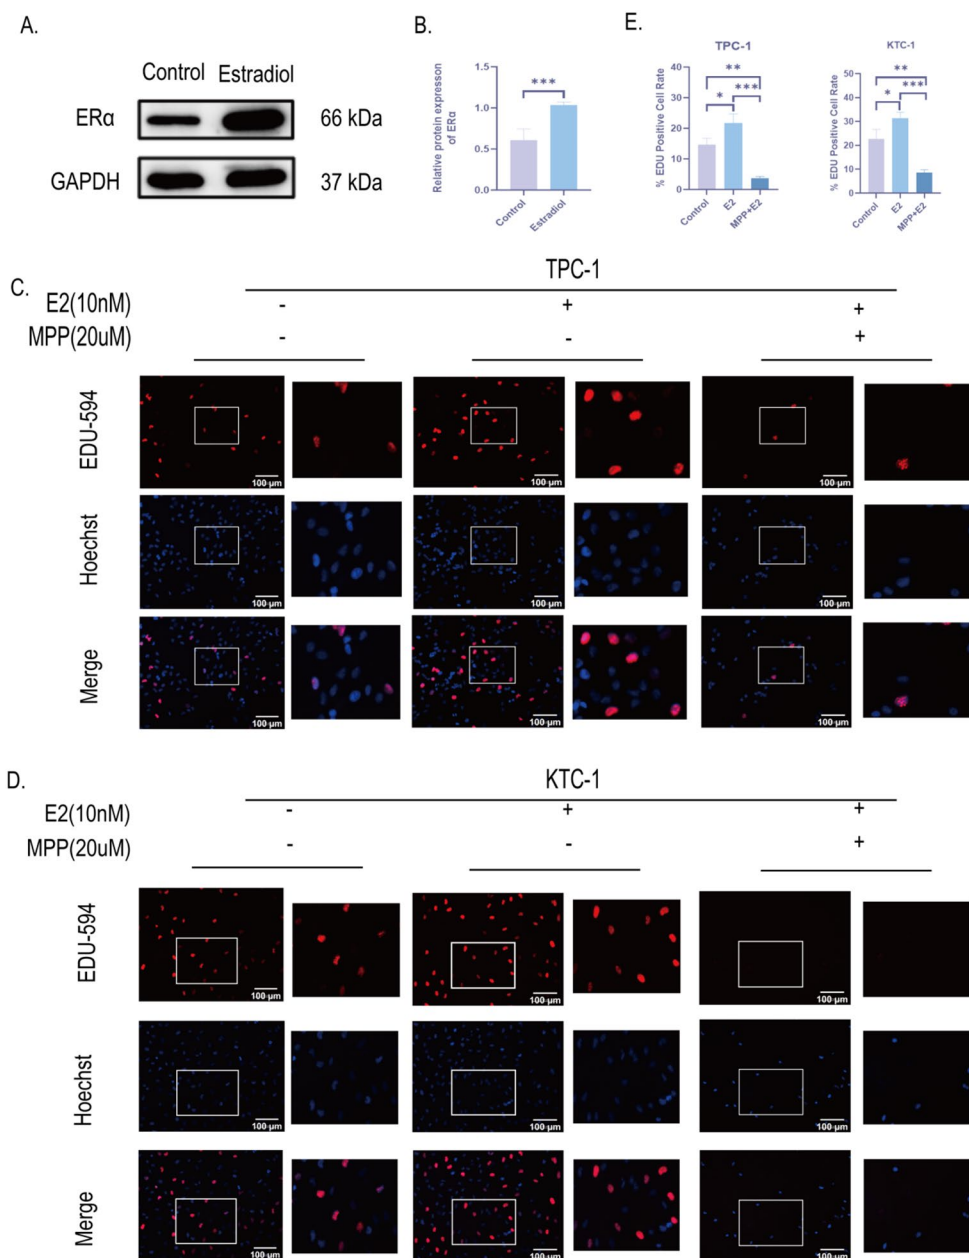 A.
Control Estradiol
ERα 66 kDa
GAPDH 37 kDa
B.
Relative protein expresson
of ERα
1.5
1.0
0.5
0.0
***
Control
Estradiol
E.
TPC-1
% EDU Positive Cell Rate
40
30
20
10
0
**
* ***
Control
E2
MPP+E2
KTC-1
% EDU Positive Cell Rate
50
40
30
20
10
0
**
* ***
Control
E2
MPP+E2
C.
TPC-1
E2(10nM) - + +
MPP(20uM) - - +
EDU-594
100 μm 100 μm 100 μm
Hoechst
100 μm 100 μm 100 μm
Merge
100 μm 100 μm 100 μm
D.
KTC-1
E2(10nM) - + +
MPP(20uM) - - +
EDU-594
100 μm 100 μm 100 μm
Hoechst
100 μm 100 μm 100 μm
Merge
100 μm 100 μm 100 μm